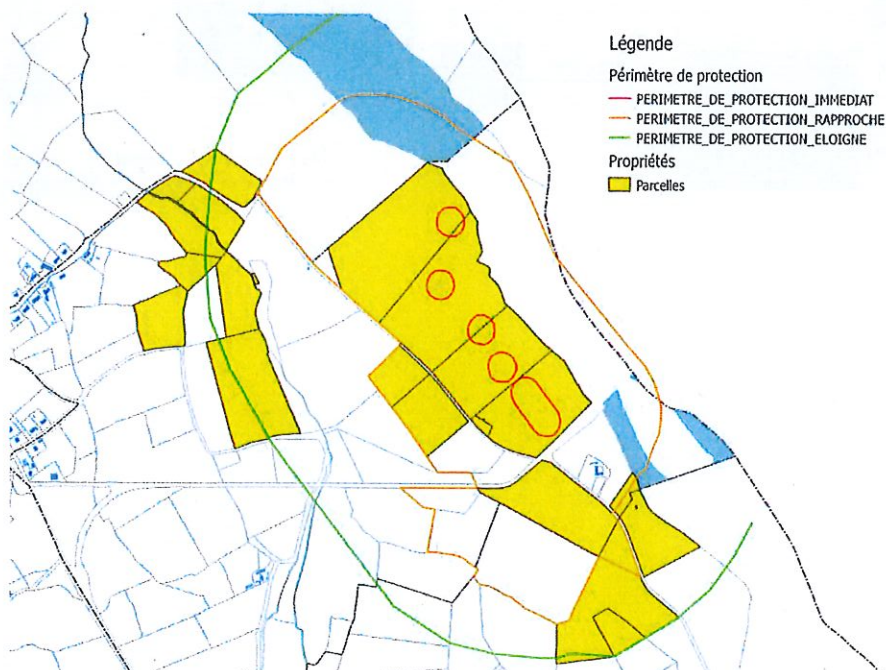 Légende
Périmètre de protection
PERIMETRE_DE_PROTECTION_IMMEDIAT
PERIMETRE_DE_PROTECTION_RAPPROCHE
PERIMETRE_DE_PROTECTION_ELOIGNE
Propriétés
Parcelles